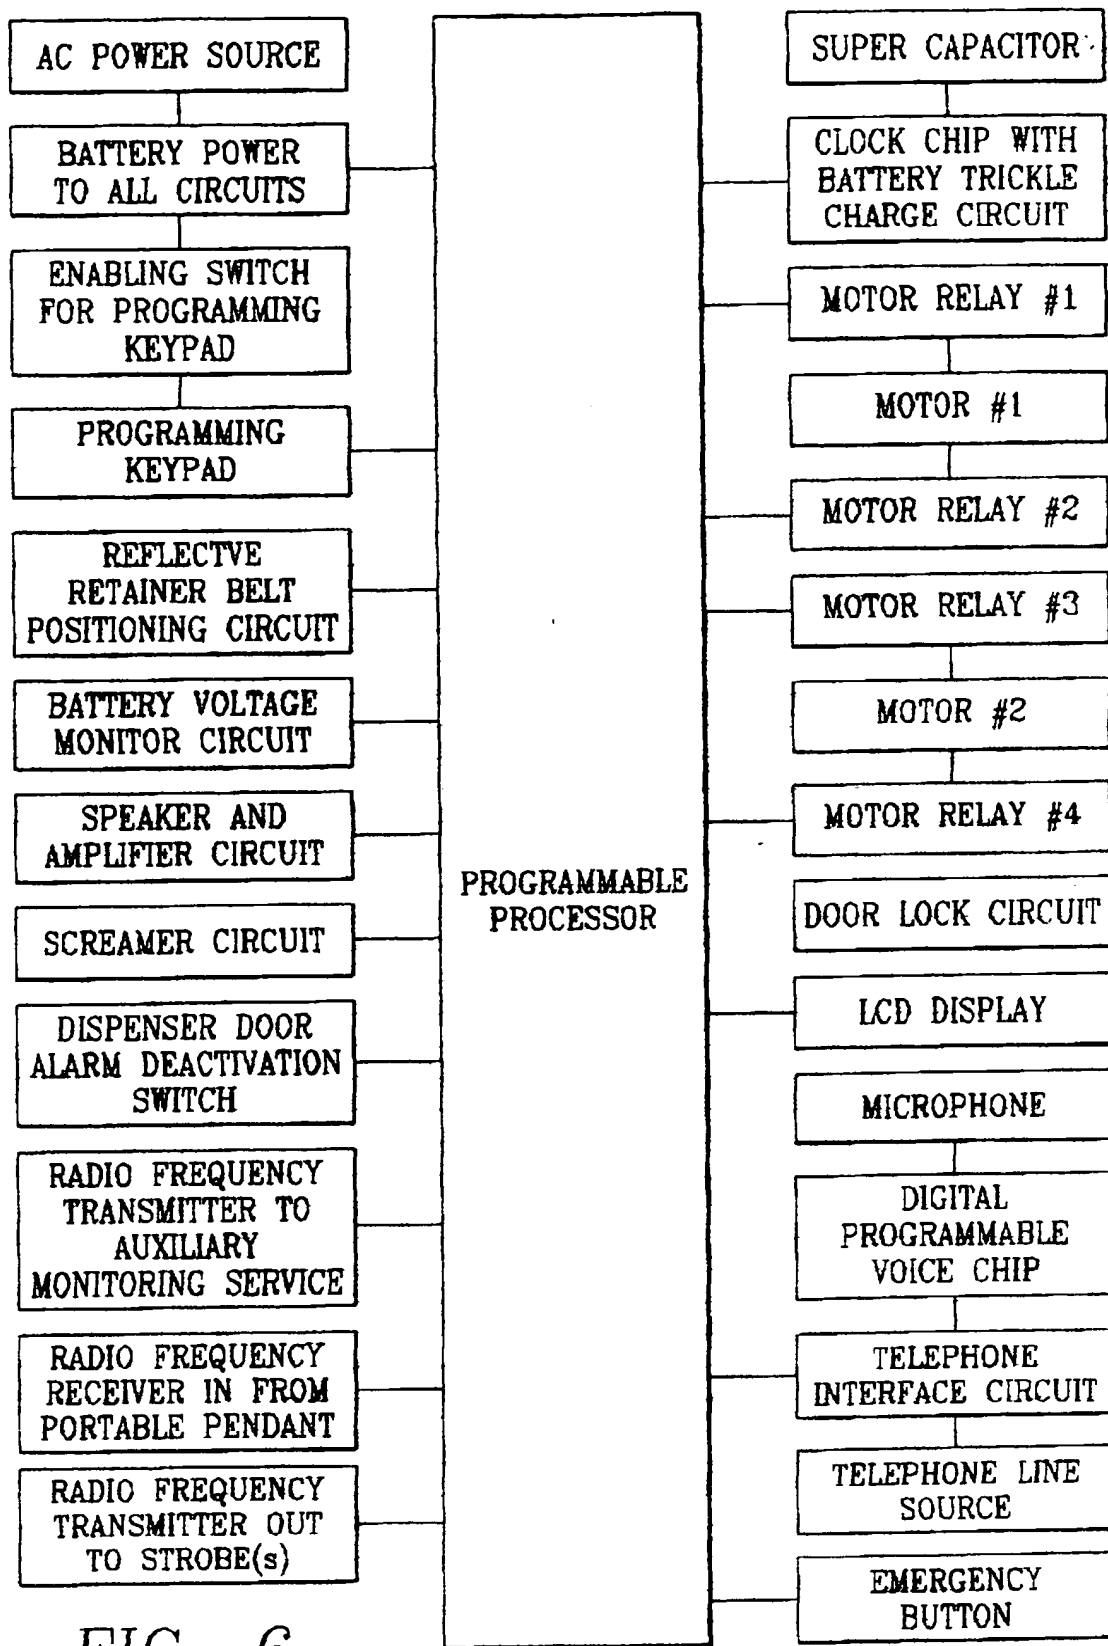 AC POWER SOURCE
BATTERY POWER
TO ALL CIRCUITS
ENABLING SWITCH
FOR PROGRAMMING
KEYPAD
PROGRAMMING
KEYPAD
REFLECTVE
RETAINER BELT
POSITIONING CIRCUIT
BATTERY VOLTAGE
MONITOR CIRCUIT
SPEAKER AND
AMPLIFIER CIRCUIT
SCREAMER CIRCUIT
DISPENSER DOOR
ALARM DEACTIVATION
SWITCH
RADIO FREQUENCY
TRANSMITTER TO
AUXILIARY
MONITORING SERVICE
RADIO FREQUENCY
RECEIVER IN FROM
PORTABLE PENDANT
RADIO FREQUENCY
TRANSMITTER OUT
TO STROBE(s)
PROGRAMMABLE
PROCESSOR
SUPER CAPACITOR
CLOCK CHIP WITH
BATTERY TRICKLE
CHARGE CIRCUIT
MOTOR RELAY #1
MOTOR #1
MOTOR RELAY #2
MOTOR RELAY #3
MOTOR #2
MOTOR RELAY #4
DOOR LOCK CIRCUIT
LCD DISPLAY
MICROPHONE
DIGITAL
PROGRAMMABLE
VOICE CHIP
TELEPHONE
INTERFACE CIRCUIT
TELEPHONE LINE
SOURCE
EMERGENCY
BUTTON
FIG. 6